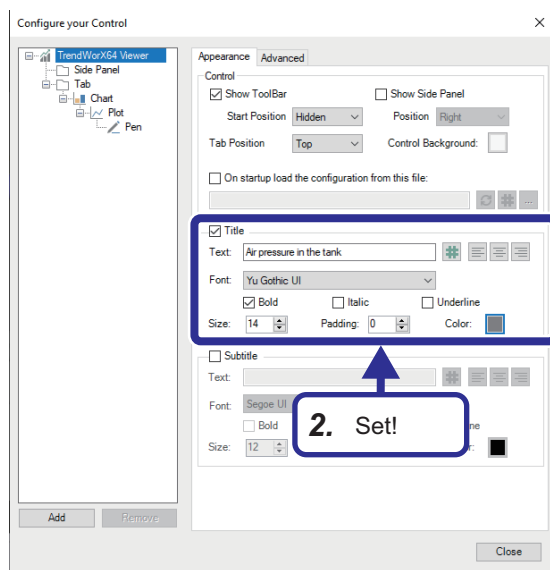 Configure your Control
TrendWorX64 Viewer
Side Panel
Tab
Chart
Plot
Pen
Add
Remove
Appearance Advanced
Control
Show ToolBar
Show Side Panel
Start Position Hidden
Position Right
Tab Position Top
Control Background:
On startup load the configuration from this file:
...
Title
Text: Air pressure in the tank
Font: Yu Gothic UI
Bold Italic Underline
Size: 14 Padding: 0 Color:
Subtitle
Text:
Font: Segoe UI
Bold
Size: 12
2. Set!
Close